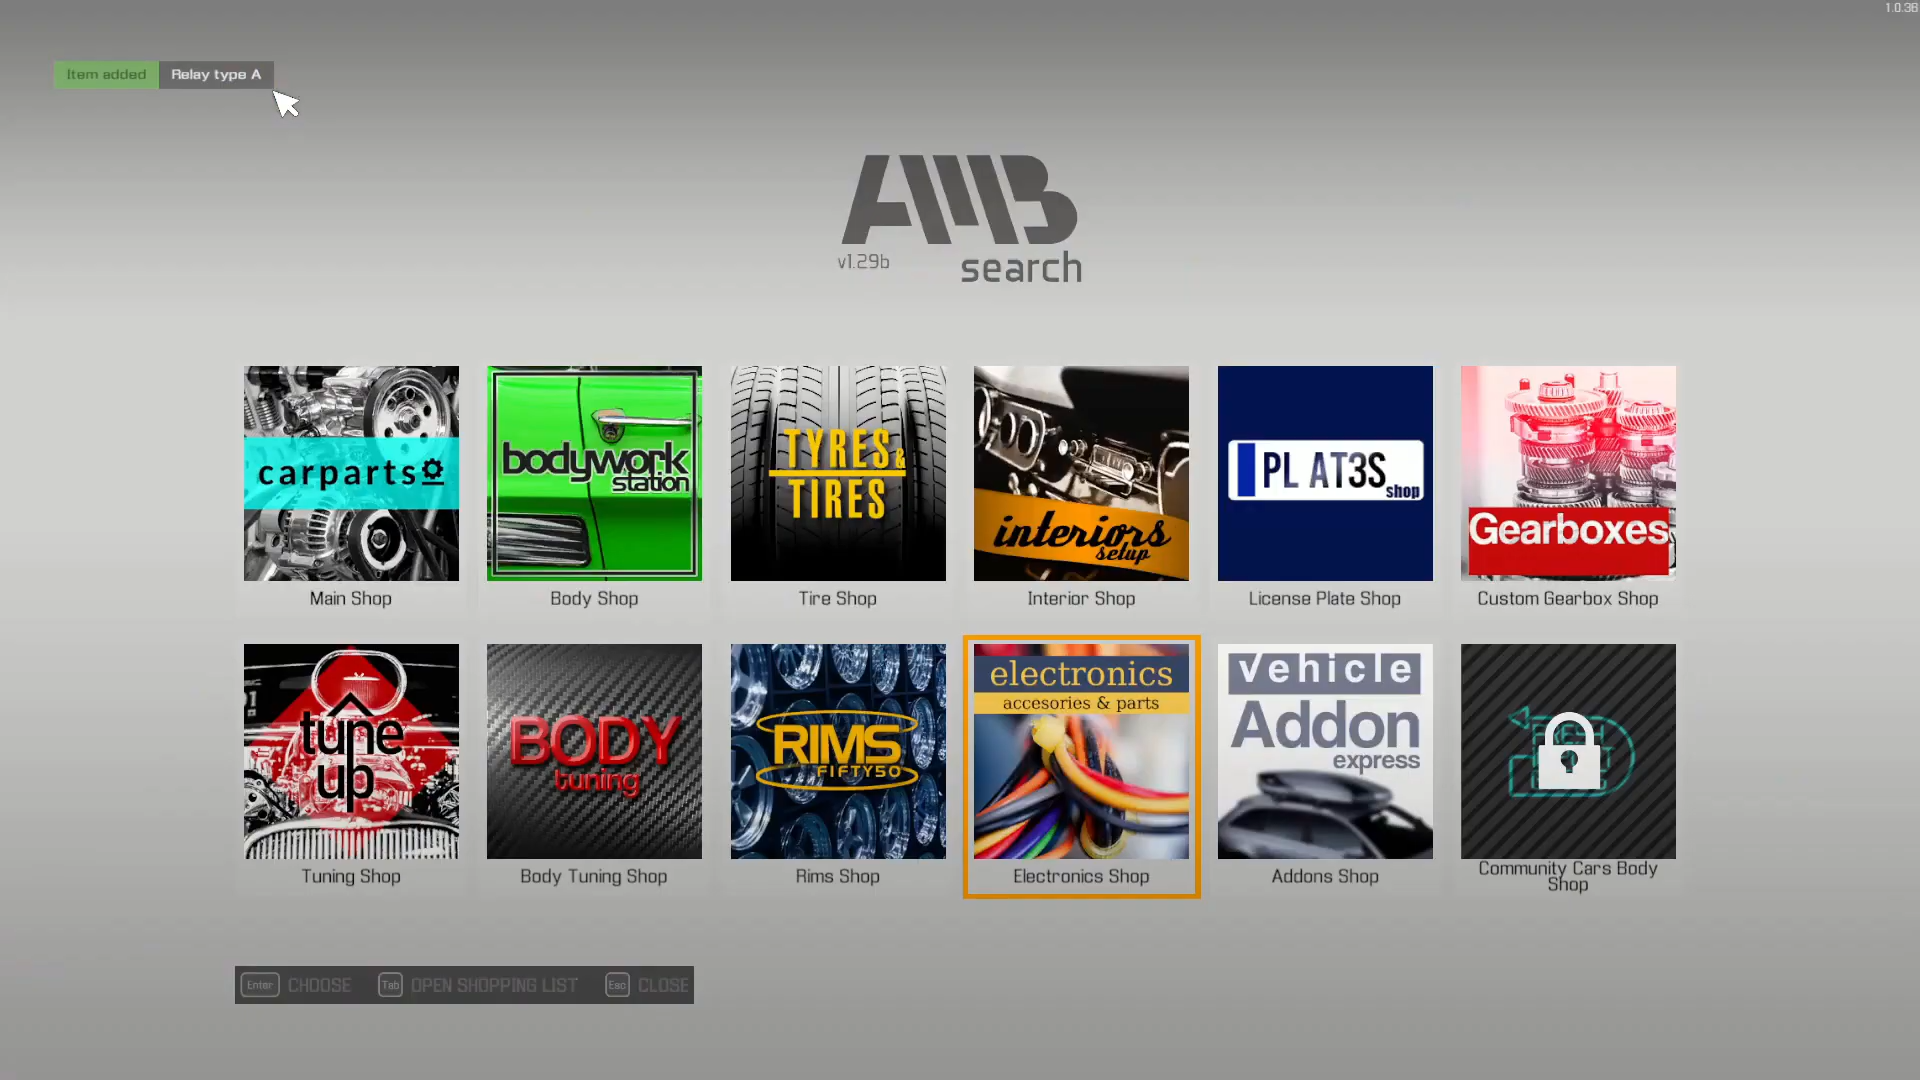 1.0.36
Item added
Relay type A
AMB
v1.29b
search
carparts
bodywork
station
TYRES &
TIRES
interiors
setup
PL AT3S
shop
Gearboxes
Main Shop
Body Shop
Tire Shop
Interior Shop
License Plate Shop
Custom Gearbox Shop
tune
up
BODY
tuning
RIMS
FIFTY50
electronics
accesories & parts
vehicle
Addon
express
Tuning Shop
Body Tuning Shop
Rims Shop
Electronics Shop
Addons Shop
Community Cars Body
Shop
Enter CHOOSE Tab OPEN SHOPPING LIST Esc CLOSE